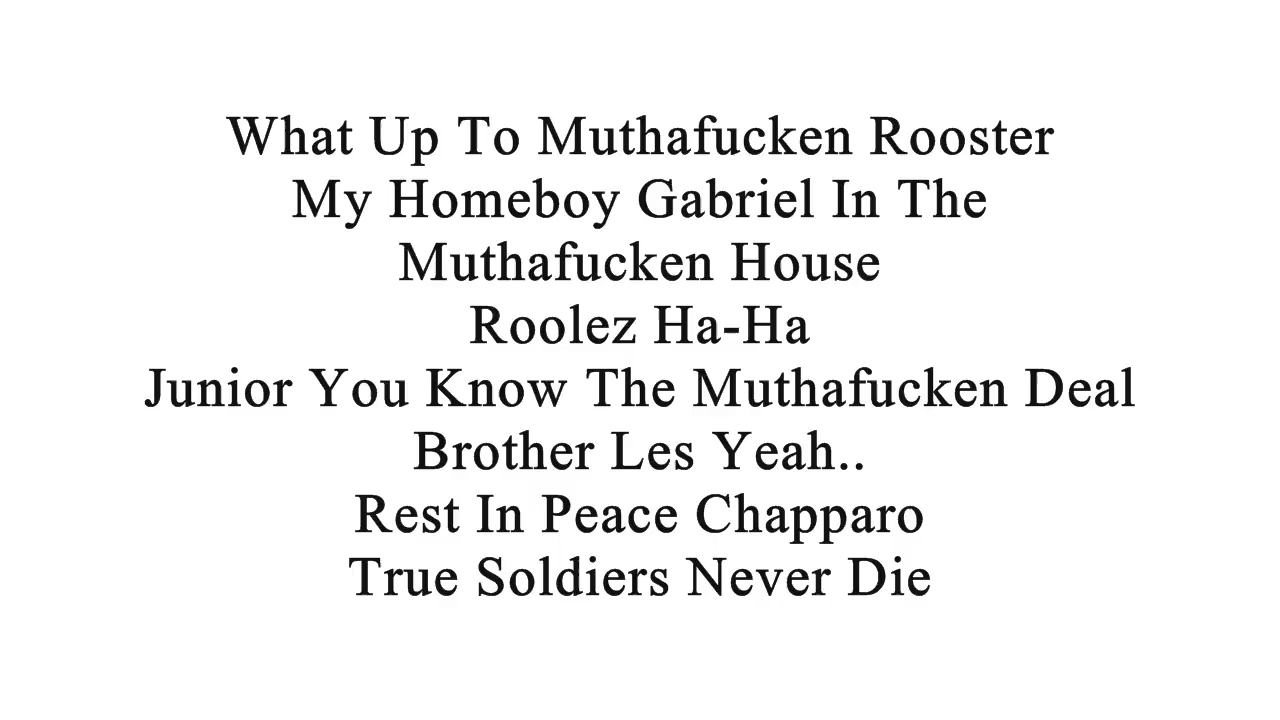 What Up To Muthafucken Rooster
My Homeboy Gabriel In The
Muthafucken House
Roolez Ha-Ha
Junior You Know The Muthafucken Deal
Brother Les Yeah..
Rest In Peace Chapparo
True Soldiers Never Die